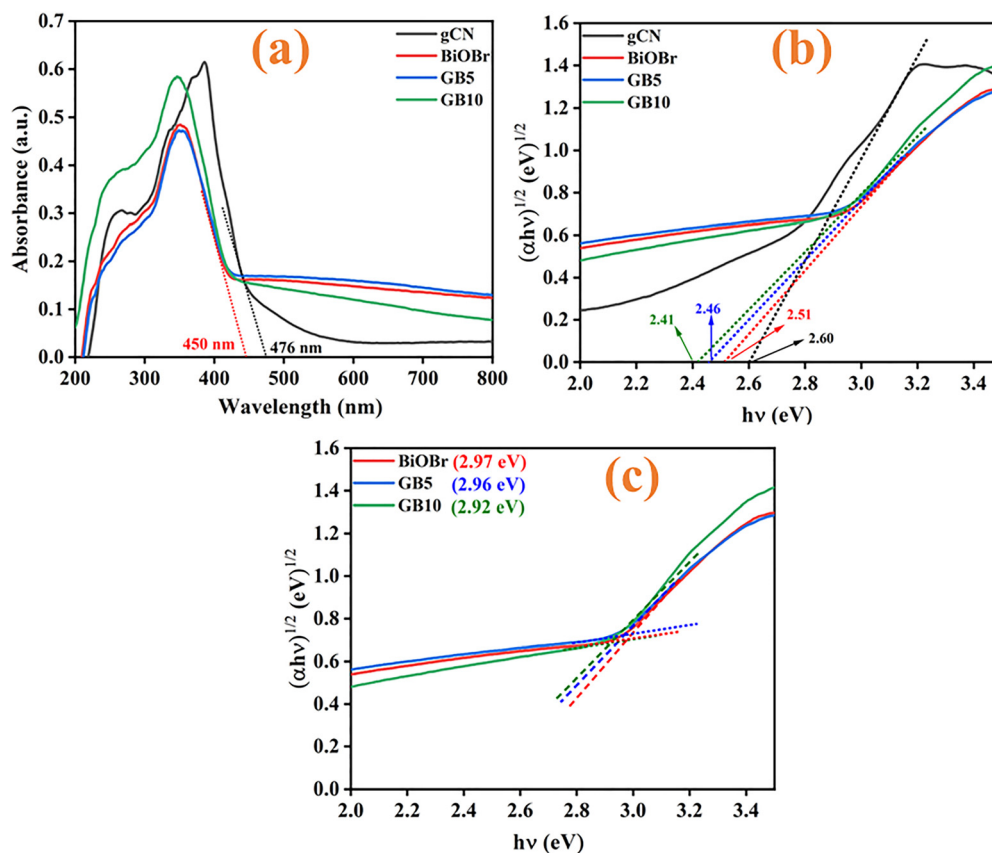 (a)
gCN
BiOBr
GB5
GB10
0.7
0.6
0.5
0.4
0.3
0.2
0.1
0.0
Absorbance (a.u.)
450 nm
476 nm
200 300 400 500 600 700 800
Wavelength (nm)
(b)
gCN
BiOBr
GB5
GB10
1.6
1.4
1.2
1.0
0.8
0.6
0.4
0.2
0.0
(αhν)^1/2 (eV)^1/2
2.41
2.46
2.51
2.60
2.0 2.2 2.4 2.6 2.8 3.0 3.2 3.4
hν (eV)
(c)
BiOBr (2.97 eV)
GB5 (2.96 eV)
GB10 (2.92 eV)
1.6
1.4
1.2
1.0
0.8
0.6
0.4
0.2
0.0
(αhν)^1/2 (eV)^1/2
2.0 2.2 2.4 2.6 2.8 3.0 3.2 3.4
hν (eV)